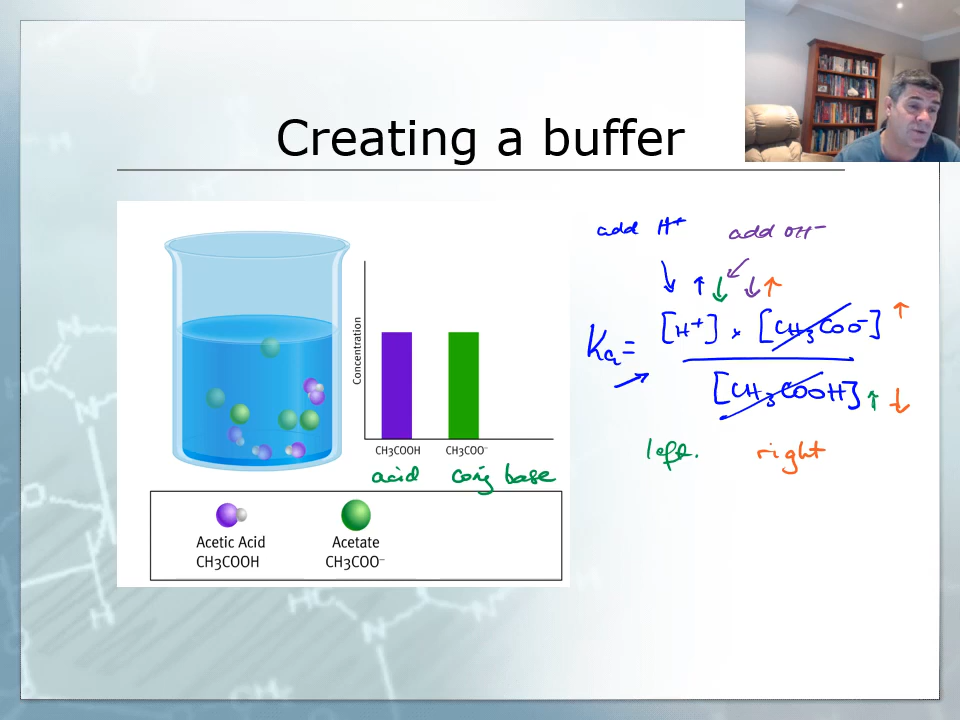 Creating a buffer
Concentration
CH3COOH CH3COO⁻
acid conj base
Acetic Acid Acetate
CH3COOH CH3COO⁻
add H⁺ add OH⁻
↓ ↑ ↓ ↓ ↑
Ka = [H⁺] × [CH₃COO⁻] ↑
[CH₃COOH] ↑ ↓
left. right